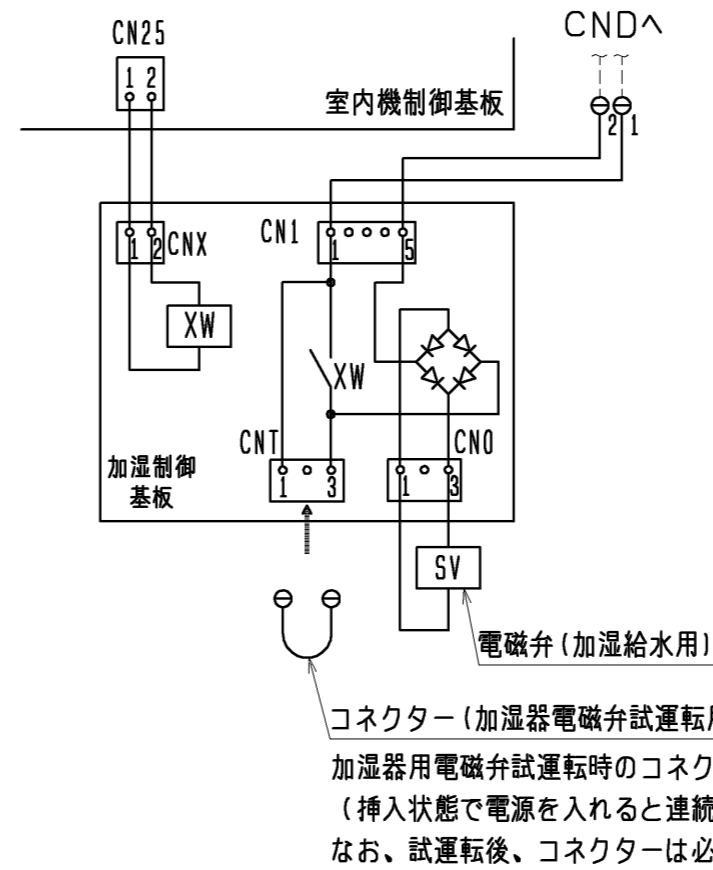 CN25
CNDへ
1 2
室内機制御基板
2 1
1 2
CNX
CN1
1
5
XW
XW
CNT
CNO
加湿制御
基板
1
3
1
3
SV
電磁弁(加湿給水用)
コネクター(加湿器電磁弁試運転
加湿器用電磁弁試運転時のコネク
(挿入状態で電源を入れると連続
なお、試運転後、コネクターは必